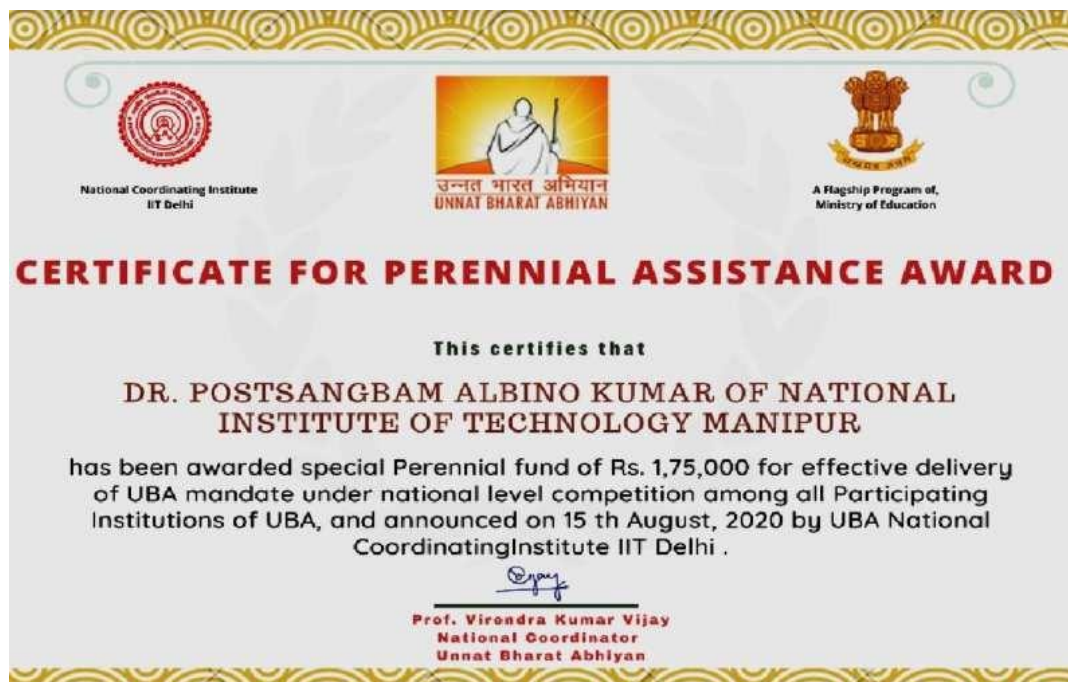 National Coordinating Institute
IIT Delhi
उन्नत भारत अभियान
UNNAT BHARAT ABHIYAN
A Flagship Program of,
Ministry of Education
CERTIFICATE FOR PERENNIAL ASSISTANCE AWARD
This certifies that
DR. POSTSANGBAM ALBINO KUMAR OF NATIONAL
INSTITUTE OF TECHNOLOGY MANIPUR
has been awarded special Perennial fund of Rs. 1,75,000 for effective delivery
of UBA mandate under national level competition among all Participating
Institutions of UBA, and announced on 15 th August, 2020 by UBA National
CoordinatingInstitute IIT Delhi .
Prof. Virendra Kumar Vijay
National Coordinator
Unnat Bharat Abhiyan